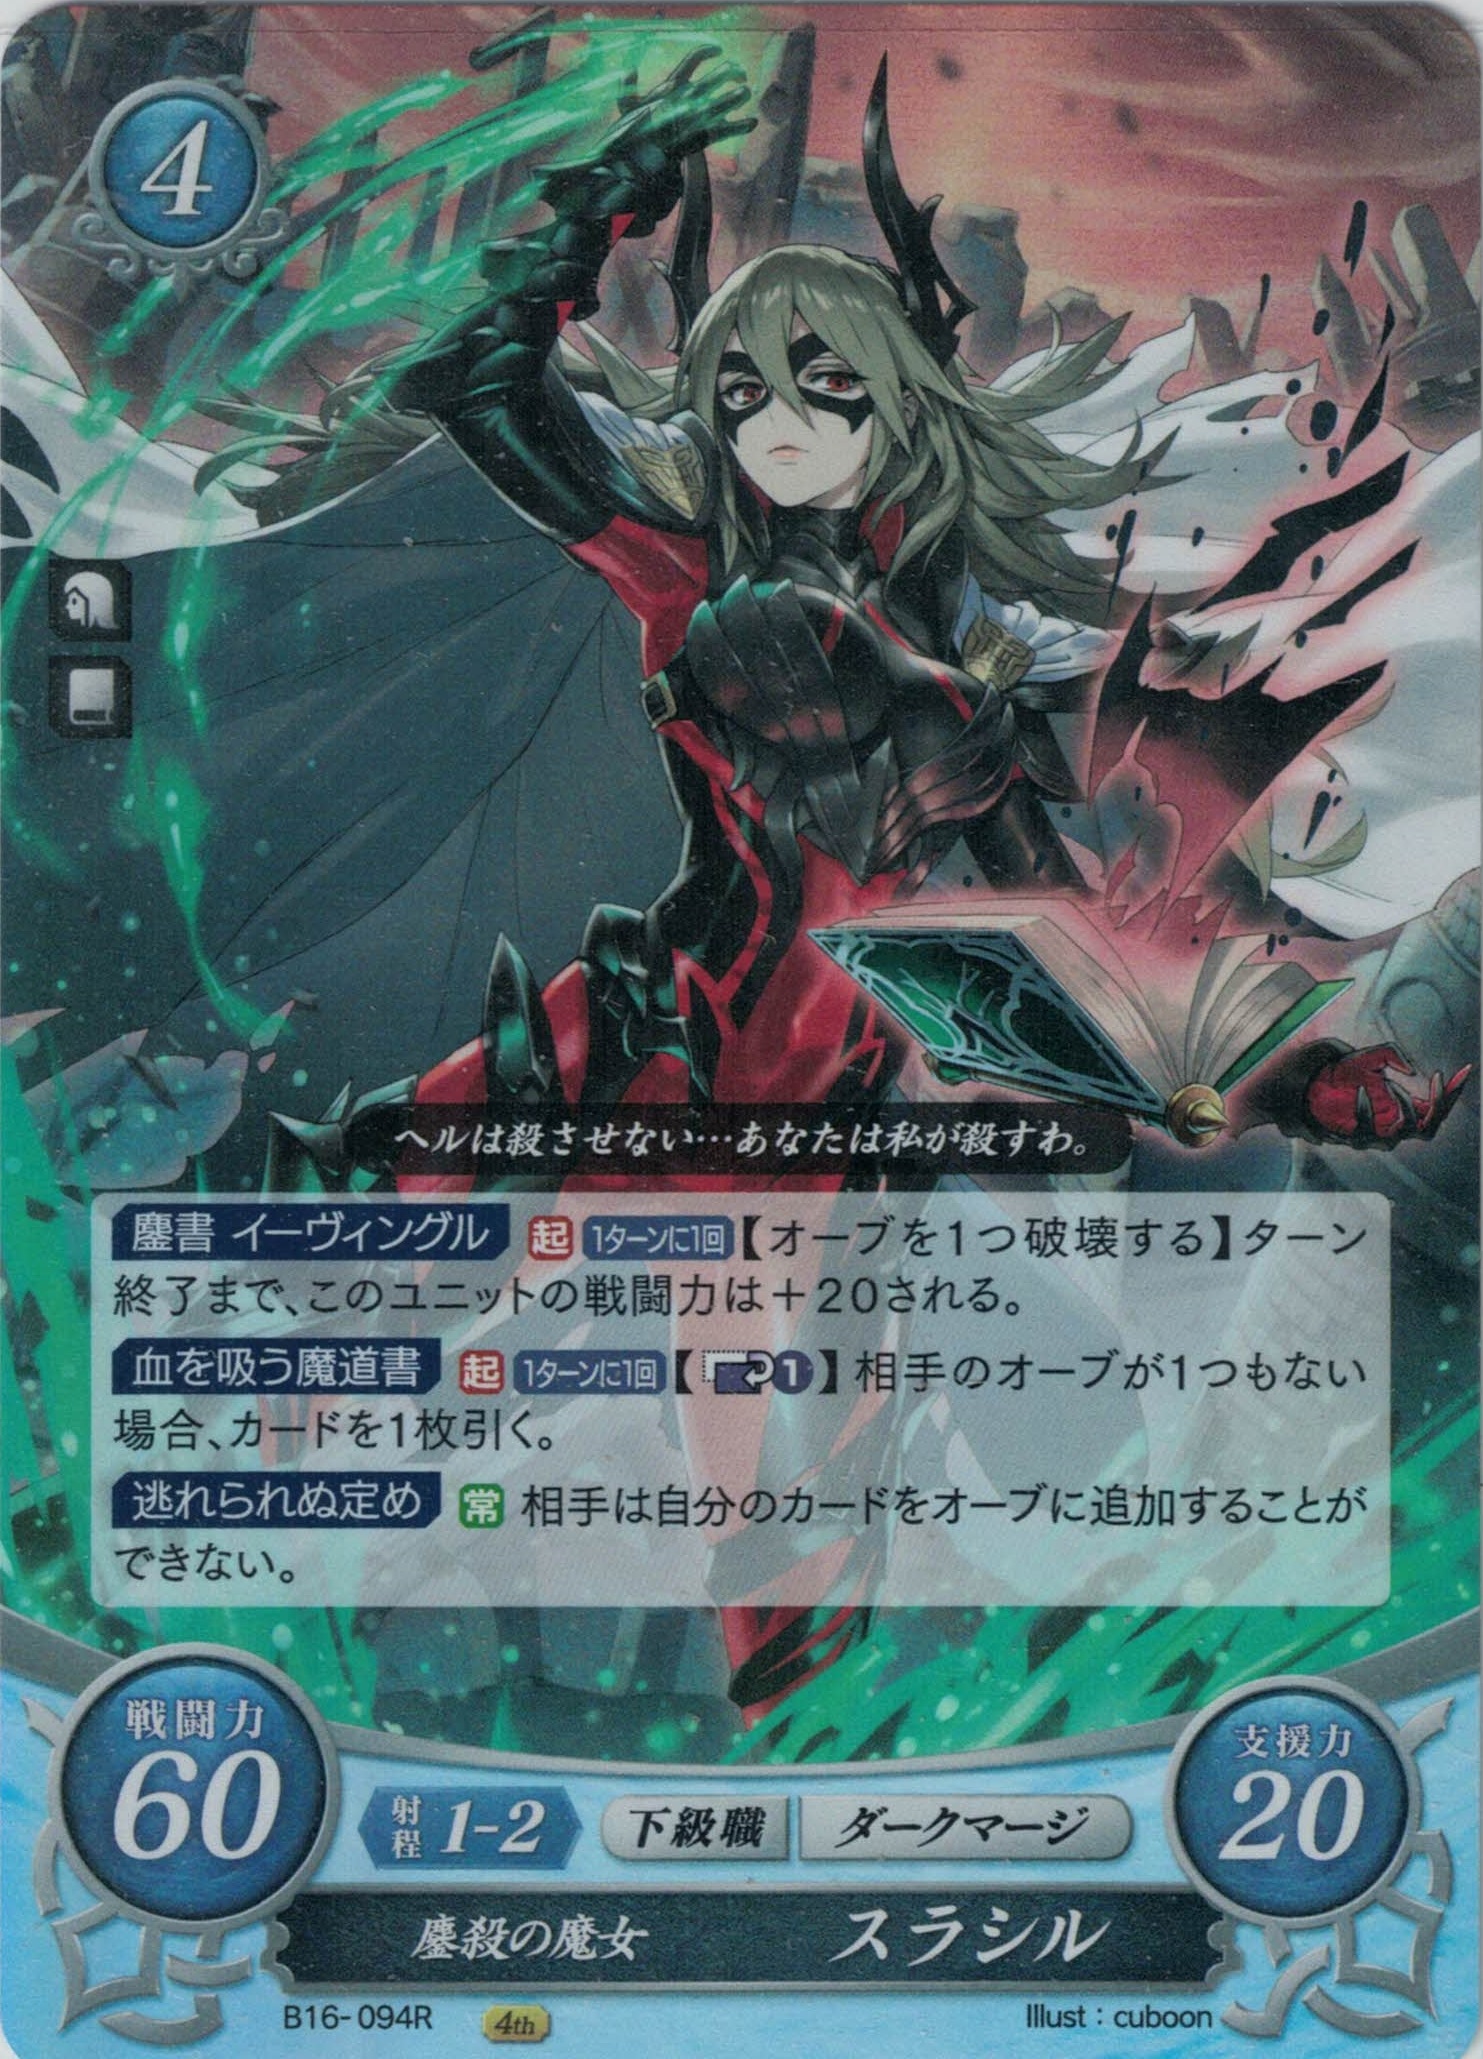 4
ヘルは殺させない…あなたは私が殺すわ。
鏖書 イーヴィングル 起 1ターンに1回 【オーブを1つ破壊する】ターン
終了まで、このユニットの戦闘力は＋20される。
血を吸う魔道書 起 1ターンに1回 【1】相手のオーブが1つもない
場合、カードを1枚引く。
逃れられぬ定め 常 相手は自分のカードをオーブに追加することが
できない。
戦闘力
60
射程 1-2
下級職
ダークマージ
支援力
20
鏖殺の魔女 スラシル
B16-094R 4th Illust：cuboon